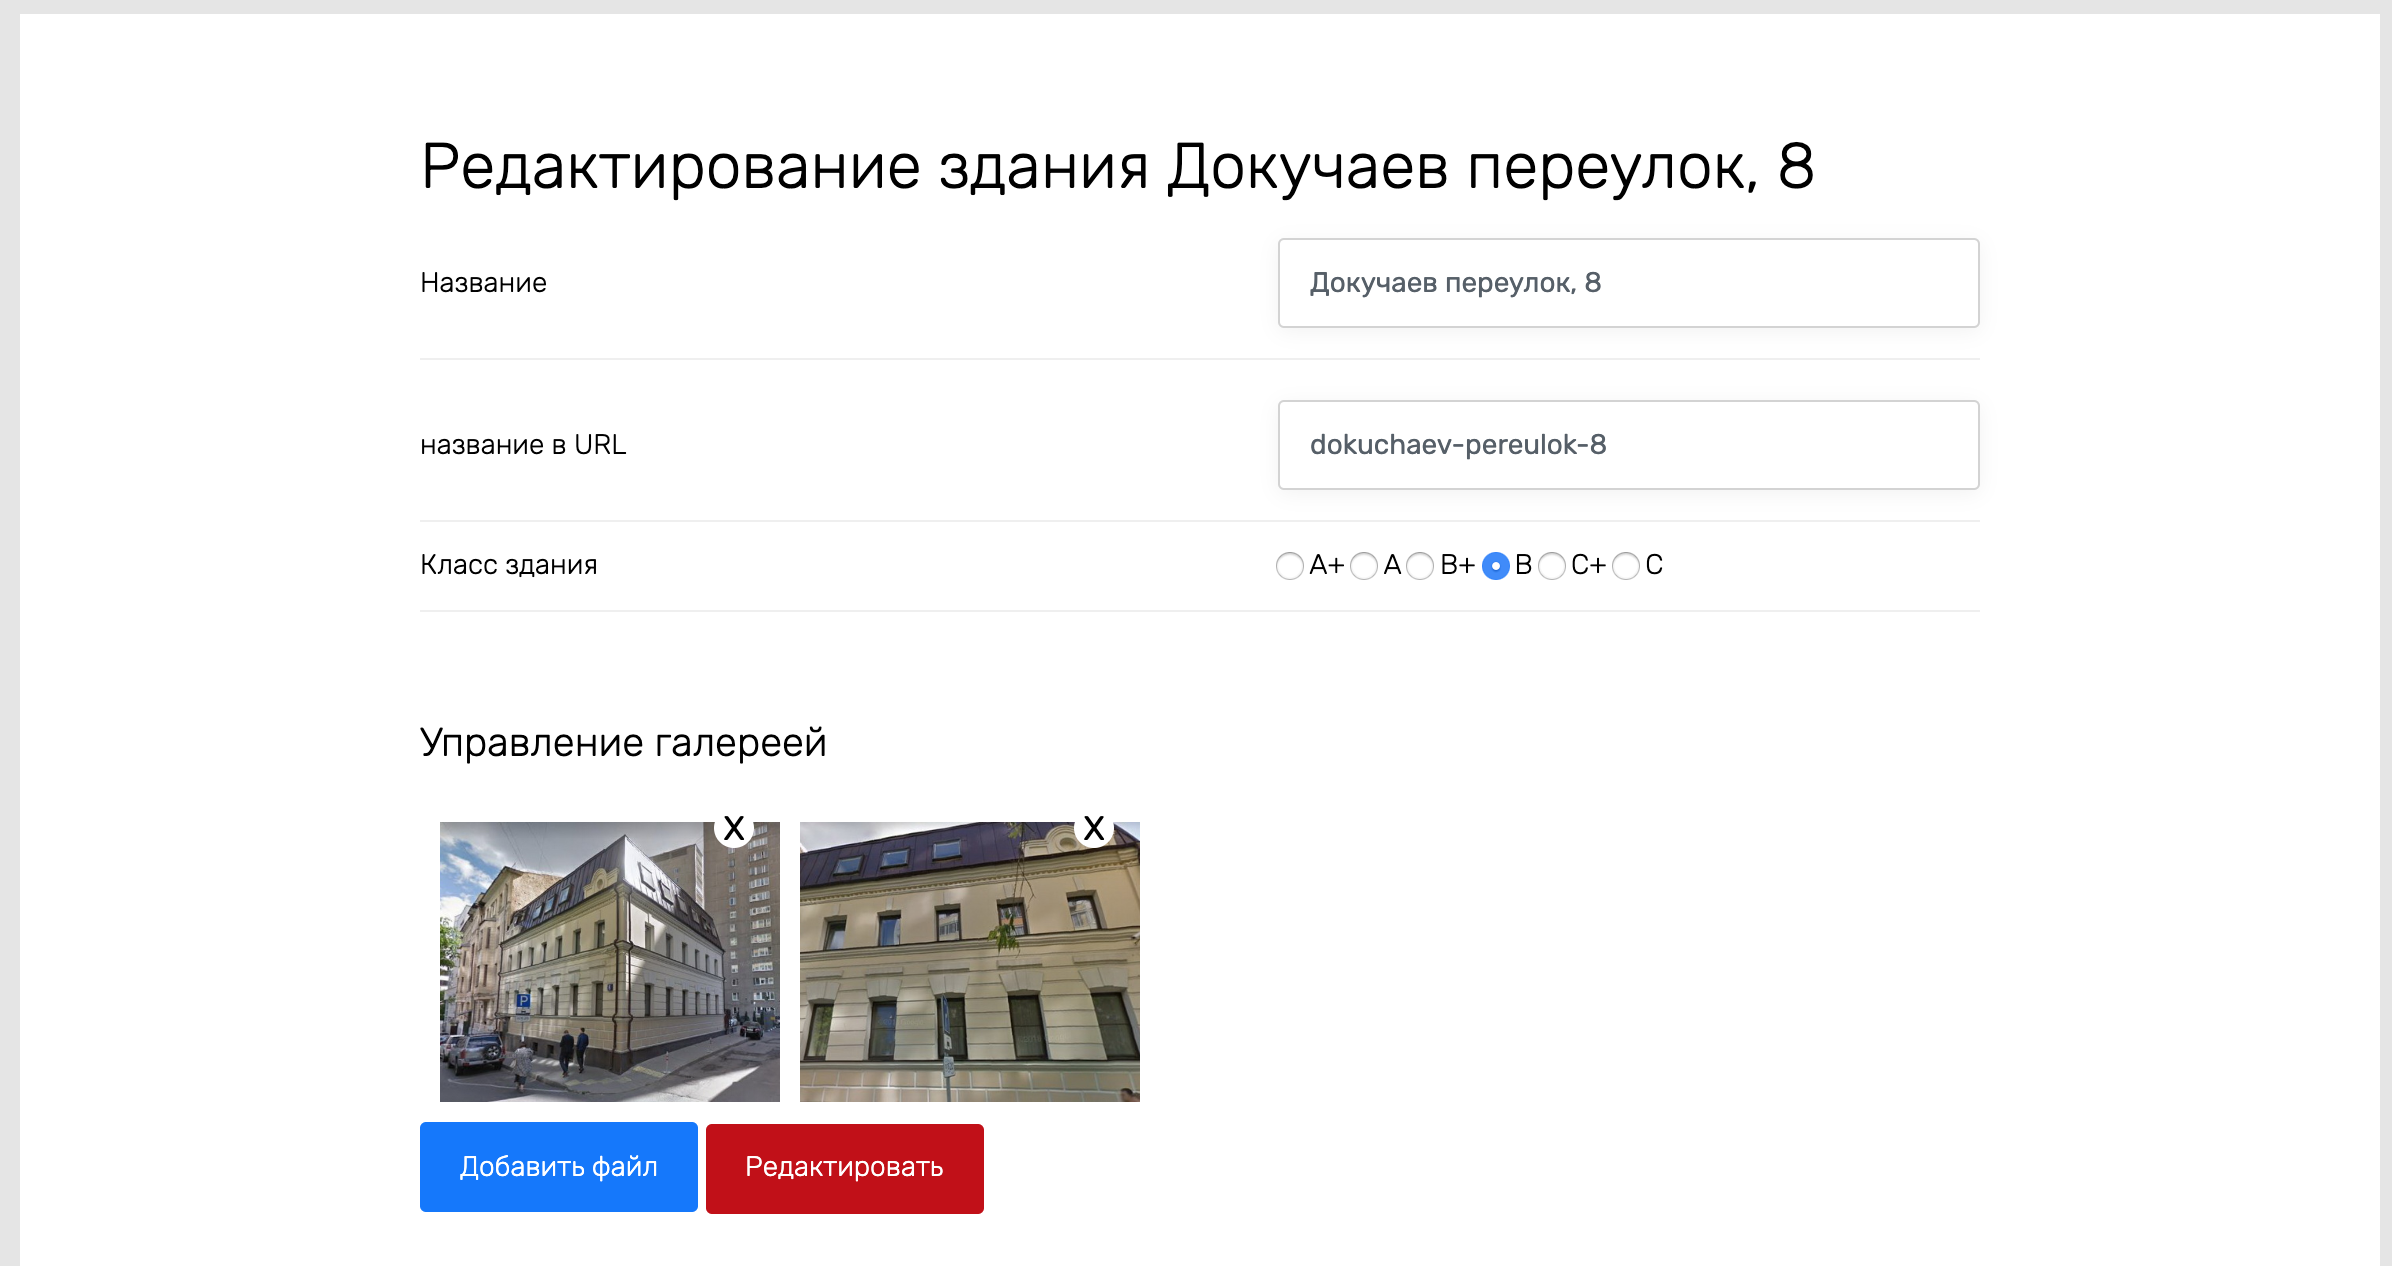 Редактирование здания Докучаев переулок, 8
Название
Докучаев переулок, 8
название в URL
dokuchaev-pereulok-8
Класс здания
A+ A B+ B C+ C
Управление галереей
X X
P
Добавить файл Редактировать